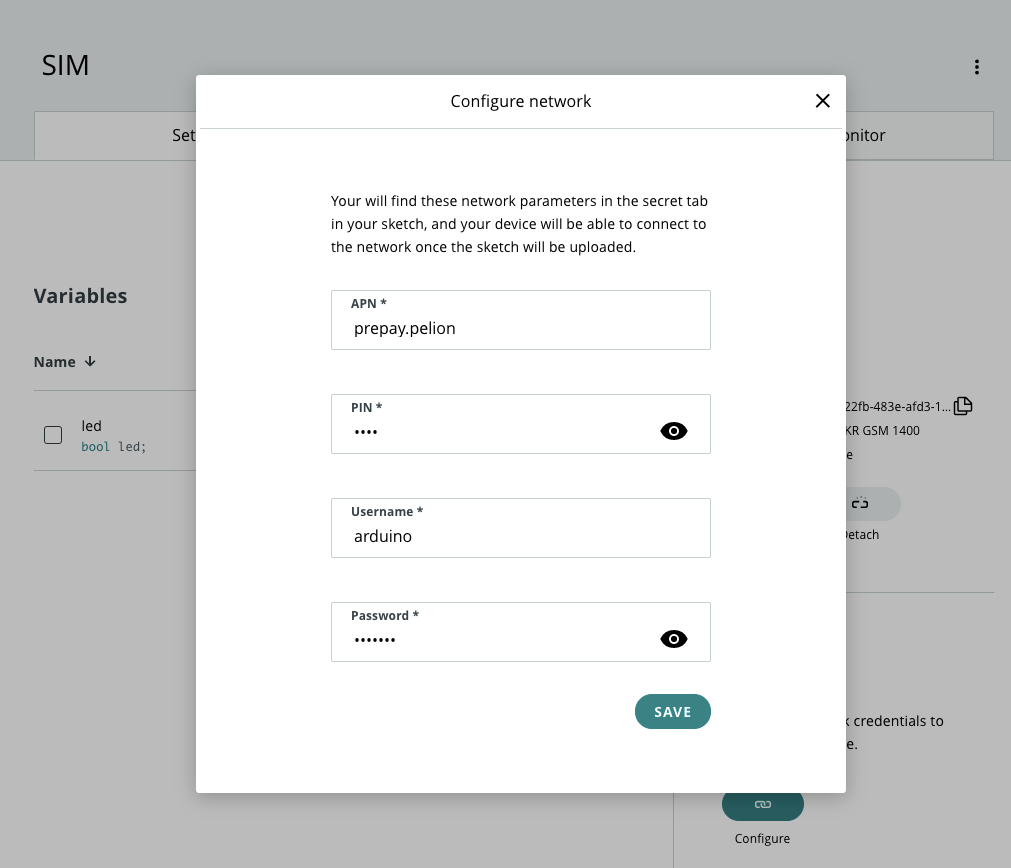 SIM
Configure network
Set
onitor
Your will find these network parameters in the secret tab
in your sketch, and your device will be able to connect to
the network once the sketch will be uploaded.
Variables
APN *
prepay.pelion
Name
PIN *
••••
22fb-483e-afd3-1...
led
KR GSM 1400
bool led;
e
Username *
arduino
Detach
Password *
•••••••
SAVE
k credentials to
e.
Configure